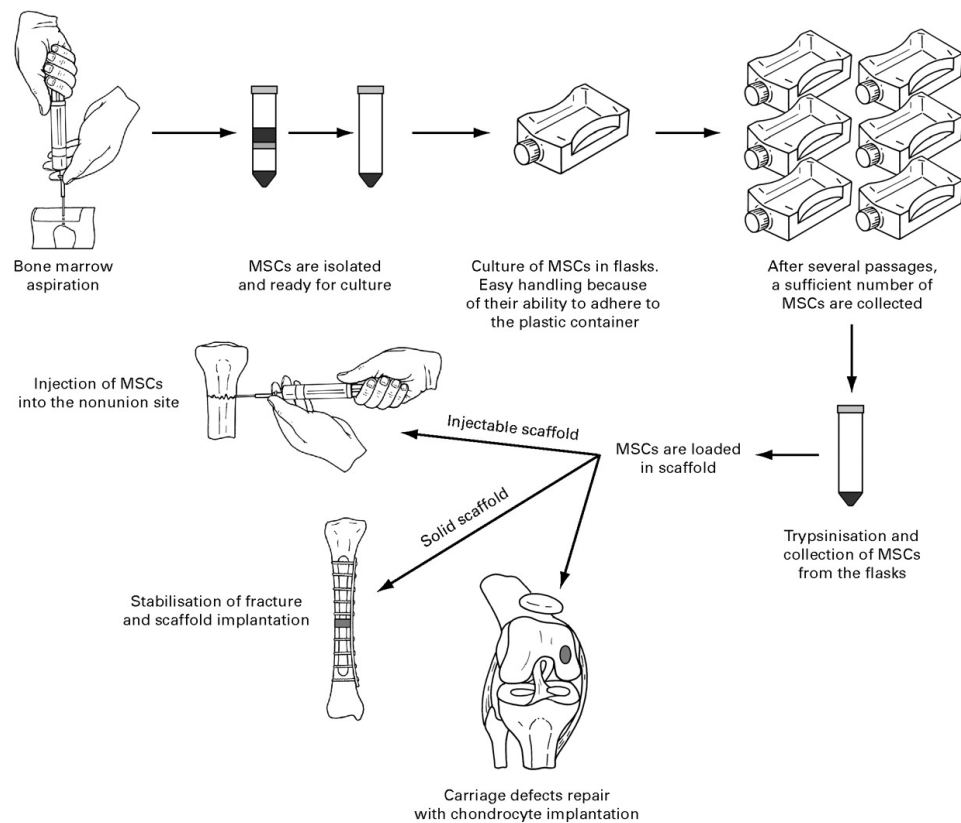 Bone marrow
aspiration
MSCs are isolated
and ready for culture
Culture of MSCs in flasks.
Easy handling because
of their ability to adhere to
the plastic container
After several passages,
a sufficient number of
MSCs are collected
Trypsinisation and
collection of MSCs
from the flasks
MSCs are loaded
in scaffold
Injectable scaffold
Injection of MSCs
into the nonunion site
Solid scaffold
Stabilisation of fracture
and scaffold implantation
Carriage defects repair
with chondrocyte implantation